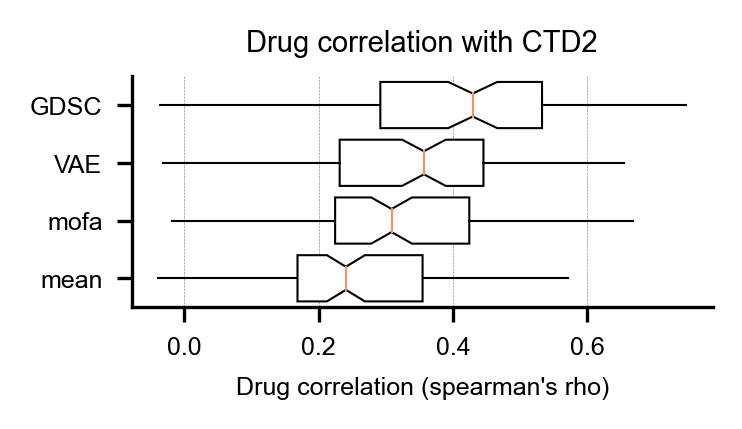 Drug correlation with CTD2
GDSC
VAE
mofa
mean
0.0 0.2 0.4 0.6
Drug correlation (spearman's rho)